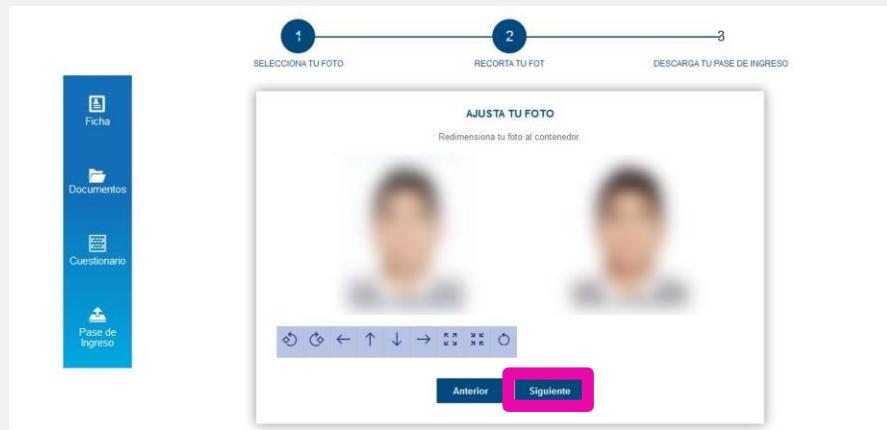 1
2
3
SELECCIONA TU FOTO
RECORTA TU FOT
DESCARGA TU PASE DE INGRESO
Ficha
Documentos
Cuestionario
Pase de
Ingreso
AJUSTA TU FOTO
Redimensiona tu foto al contenedor.
Anterior
Siguiente